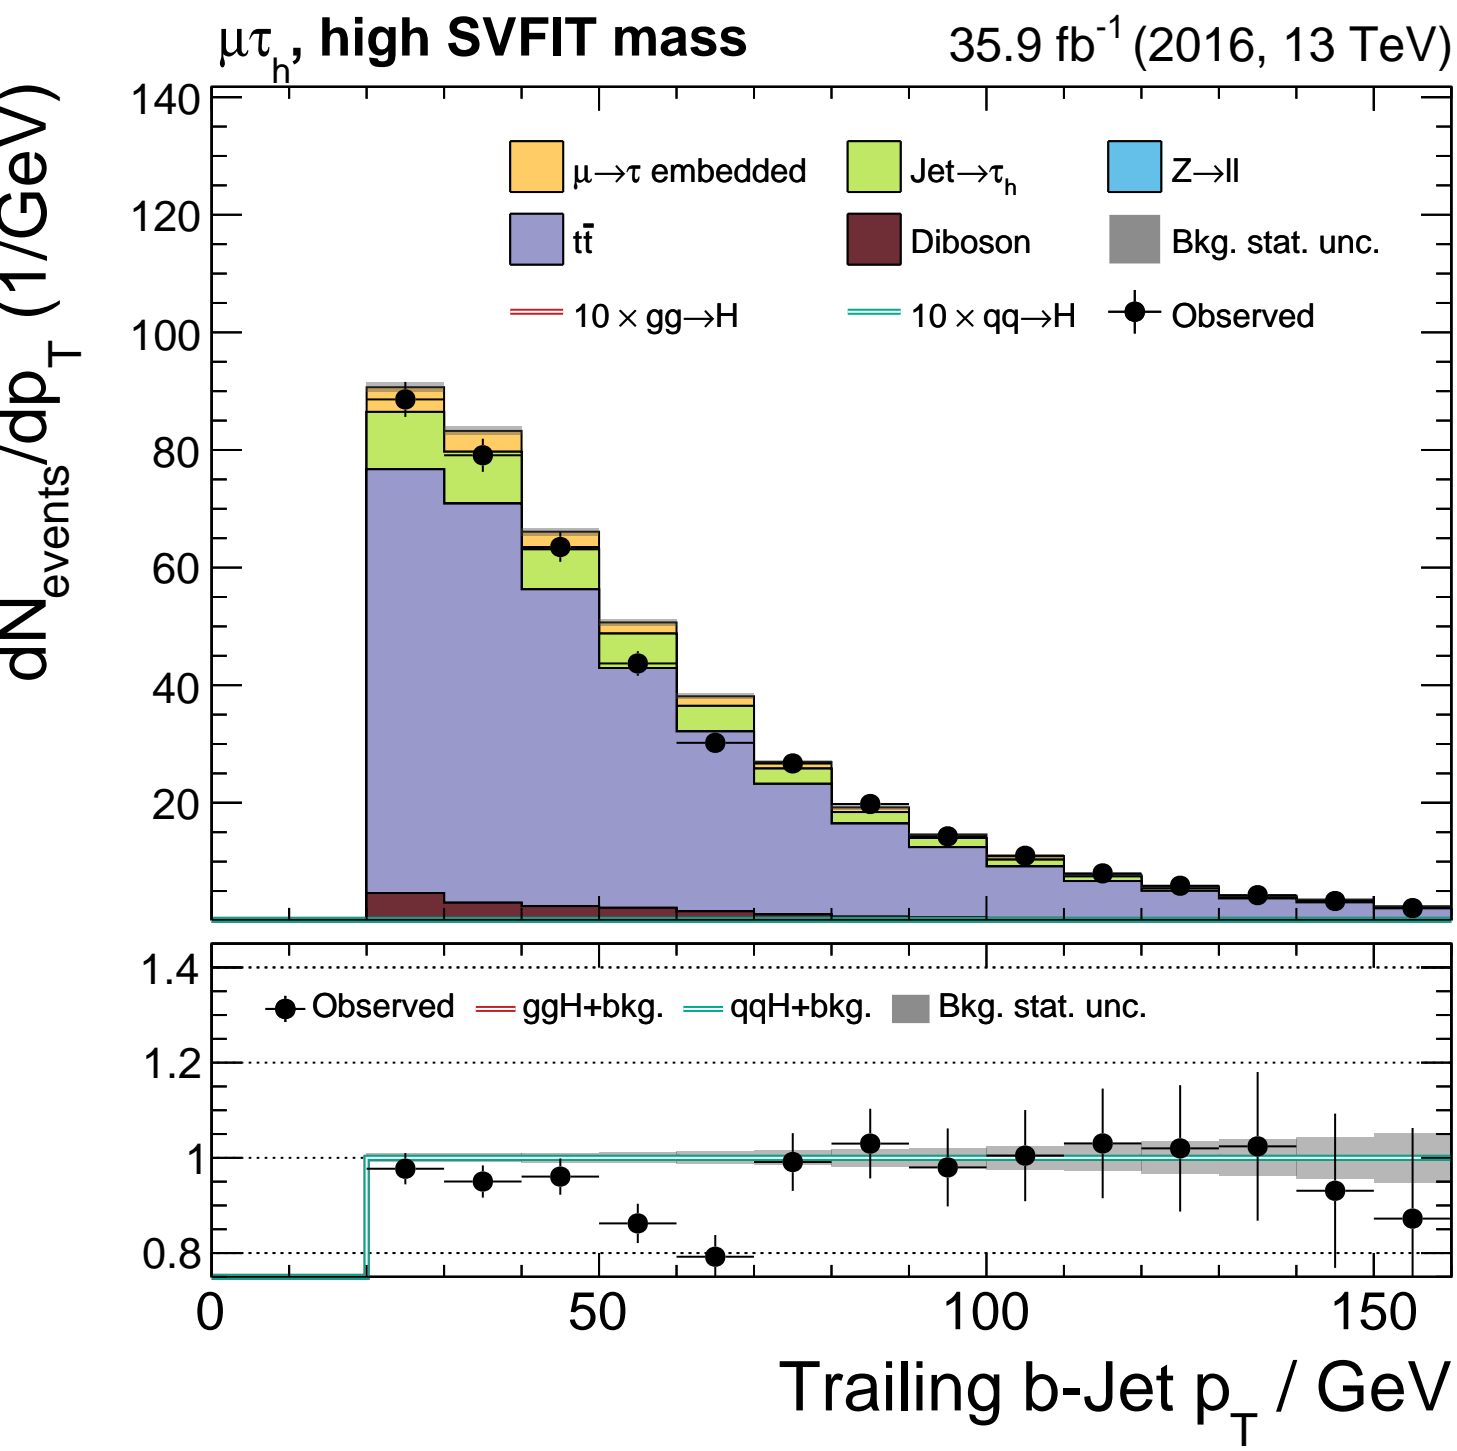 μτh, high SVFIT mass 35.9 fb-1 (2016, 13 TeV)
dNevents/dpT (1/GeV)
140
120
100
80
60
40
20
μ→τ embedded Jet→τh Z→ll
tt̄ Diboson Bkg. stat. unc.
10 × gg→H 10 × qq→H Observed
1.4
1.2
1
0.8
Observed ggH+bkg. qqH+bkg. Bkg. stat. unc.
0 50 100 150
Trailing b-Jet pT / GeV